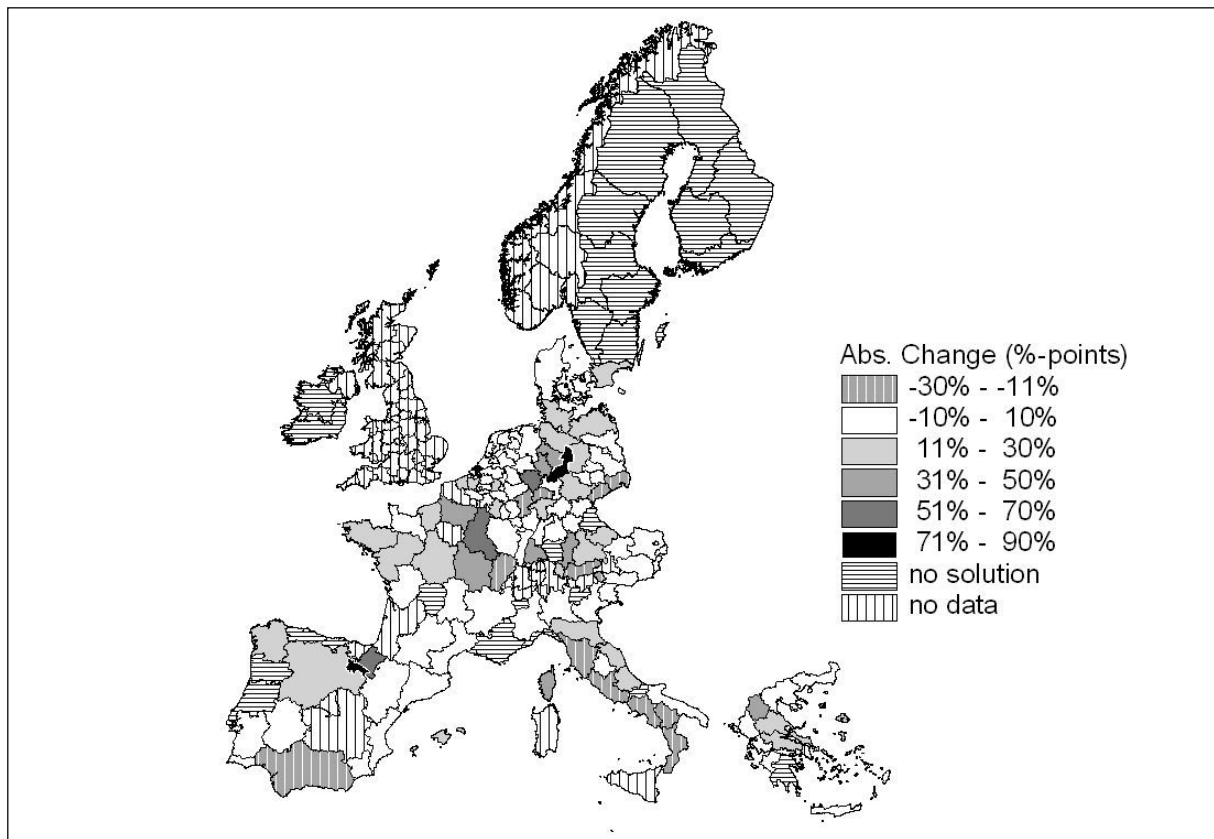 Abs. Change (%-points)
-30% - -11%
-10% - 10%
11% - 30%
31% - 50%
51% - 70%
71% - 90%
no solution
no data